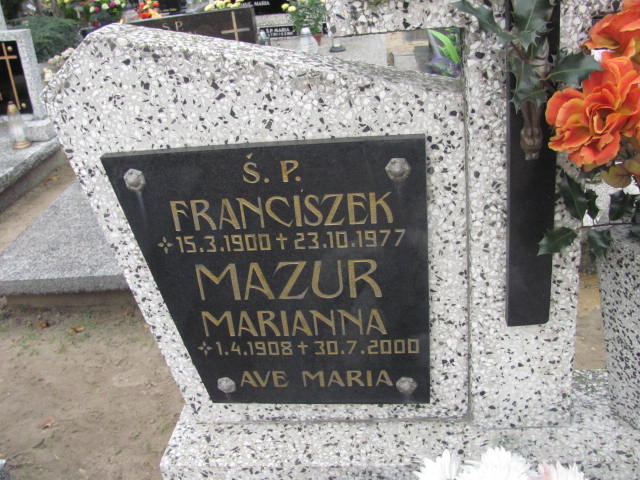 Ś. P.
FRANCISZEK
✢15.3.1900 ✝ 23.10.1977
MAZUR
MARIANNA
✢1.4.1908 ✝ 30.7.2000
AVE MARIA